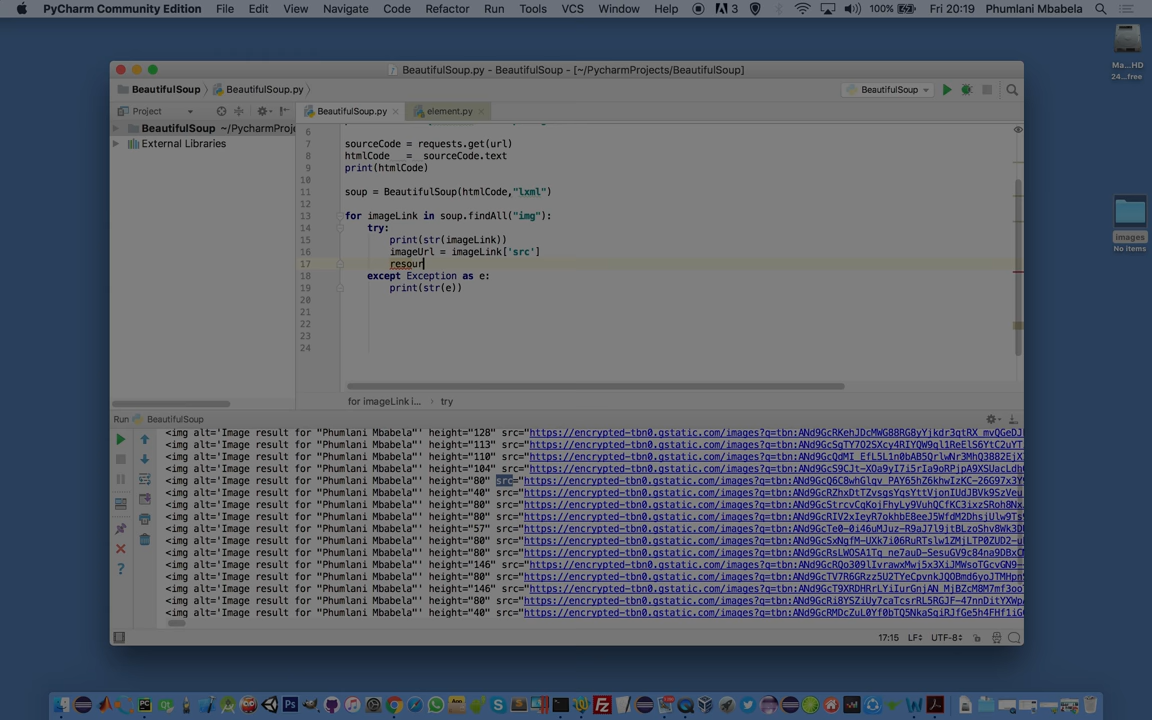 PyCharm Community Edition File Edit View Navigate Code Refactor Run Tools VCS Window Help 3 100% Fri 20:19 Phumlani Mbabela
Ma...HD
24...free
BeautifulSoup.py - BeautifulSoup - [~/PycharmProjects/BeautifulSoup]
BeautifulSoup BeautifulSoup.py BeautifulSoup
Project BeautifulSoup.py element.py
BeautifulSoup ~/PycharmProje
External Libraries
6
7 sourceCode = requests.get(url)
8 htmlCode = sourceCode.text
9 print(htmlCode)
10
11 soup = BeautifulSoup(htmlCode,"lxml")
12
13 for imageLink in soup.findAll("img"):
14 try:
15 print(str(imageLink))
16 imageUrl = imageLink['src']
17 resour
18 except Exception as e:
19 print(str(e))
20
21
22
23
24
images
No items
for imageLink i... try
Run BeautifulSoup
<img alt='Image result for "Phumlani Mbabela"' height="128" src="https://encrypted-tbn0.gstatic.com/images?q=tbn:
<img alt='Image result for "Phumlani Mbabela"' height="113" src="https://encrypted-tbn0.gstatic.com/images?q=tbn:
<img alt='Image result for "Phumlani Mbabela"' height="110" src="https://encrypted-tbn0.gstatic.com/images?q=tbn:
<img alt='Image result for "Phumlani Mbabela"' height="104" src="https://encrypted-tbn0.gstatic.com/images?q=tbn:
<img alt='Image result for "Phumlani Mbabela"' height="80" src="https://encrypted-tbn0.gstatic.com/images?q=tbn:
<img alt='Image result for "Phumlani Mbabela"' height="40" src="https://encrypted-tbn0.gstatic.com/images?q=tbn:
<img alt='Image result for "Phumlani Mbabela"' height="80" src="https://encrypted-tbn0.gstatic.com/images?q=tbn:
<img alt='Image result for "Phumlani Mbabela"' height="80" src="https://encrypted-tbn0.gstatic.com/images?q=tbn:
<img alt='Image result for "Phumlani Mbabela"' height="57" src="https://encrypted-tbn0.gstatic.com/images?q=tbn:
<img alt='Image result for "Phumlani Mbabela"' height="80" src="https://encrypted-tbn0.gstatic.com/images?q=tbn:
<img alt='Image result for "Phumlani Mbabela"' height="80" src="https://encrypted-tbn0.gstatic.com/images?q=tbn:
<img alt='Image result for "Phumlani Mbabela"' height="146" src="https://encrypted-tbn0.gstatic.com/images?q=tbn:
<img alt='Image result for "Phumlani Mbabela"' height="80" src="https://encrypted-tbn0.gstatic.com/images?q=tbn:
<img alt='Image result for "Phumlani Mbabela"' height="146" src="https://encrypted-tbn0.gstatic.com/images?q=tbn:
<img alt='Image result for "Phumlani Mbabela"' height="80" src="https://encrypted-tbn0.gstatic.com/images?q=tbn:
<img alt='Image result for "Phumlani Mbabela"' height="40" src="https://encrypted-tbn0.gstatic.com/images?q=tbn:
17:15 LF UTF-8